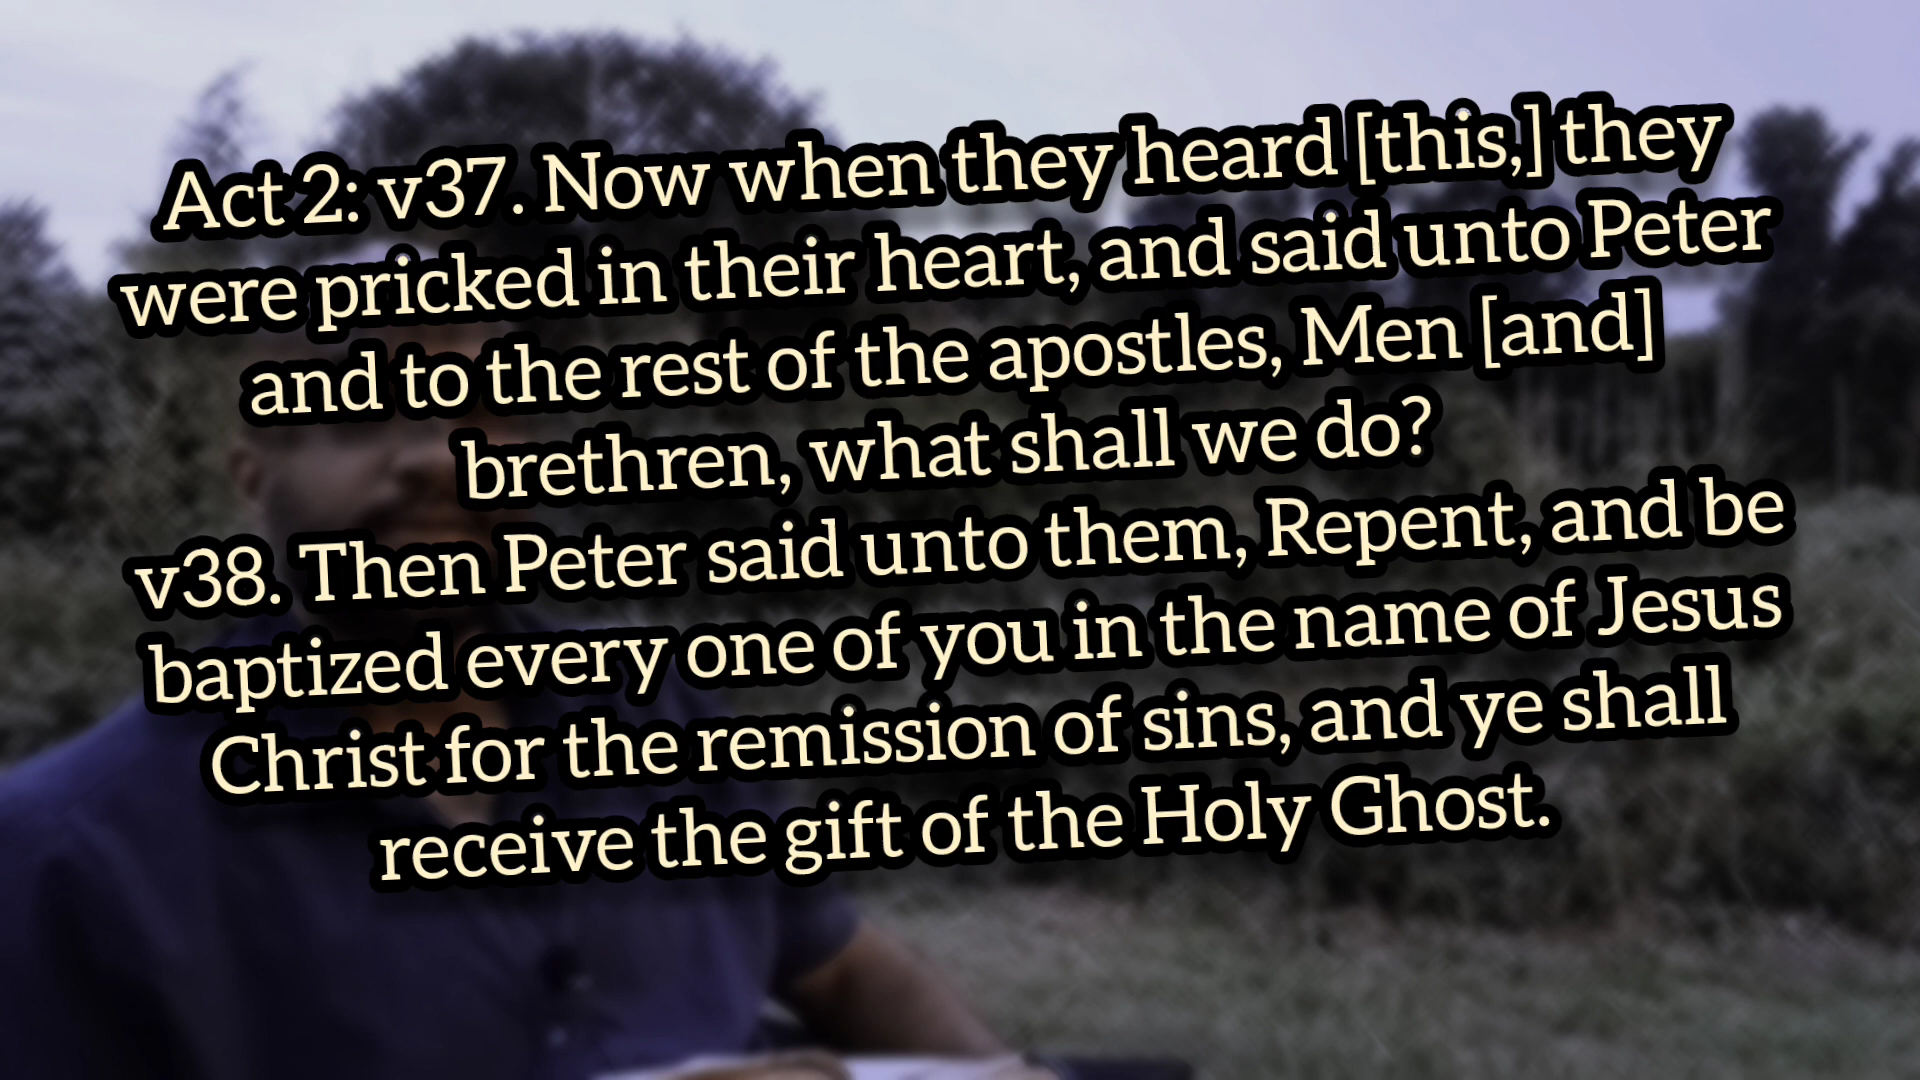 Act 2: v37. Now when they heard [this,] they
were pricked in their heart, and said unto Peter
and to the rest of the apostles, Men [and]
brethren, what shall we do?
v38. Then Peter said unto them, Repent, and be
baptized every one of you in the name of Jesus
Christ for the remission of sins, and ye shall
receive the gift of the Holy Ghost.